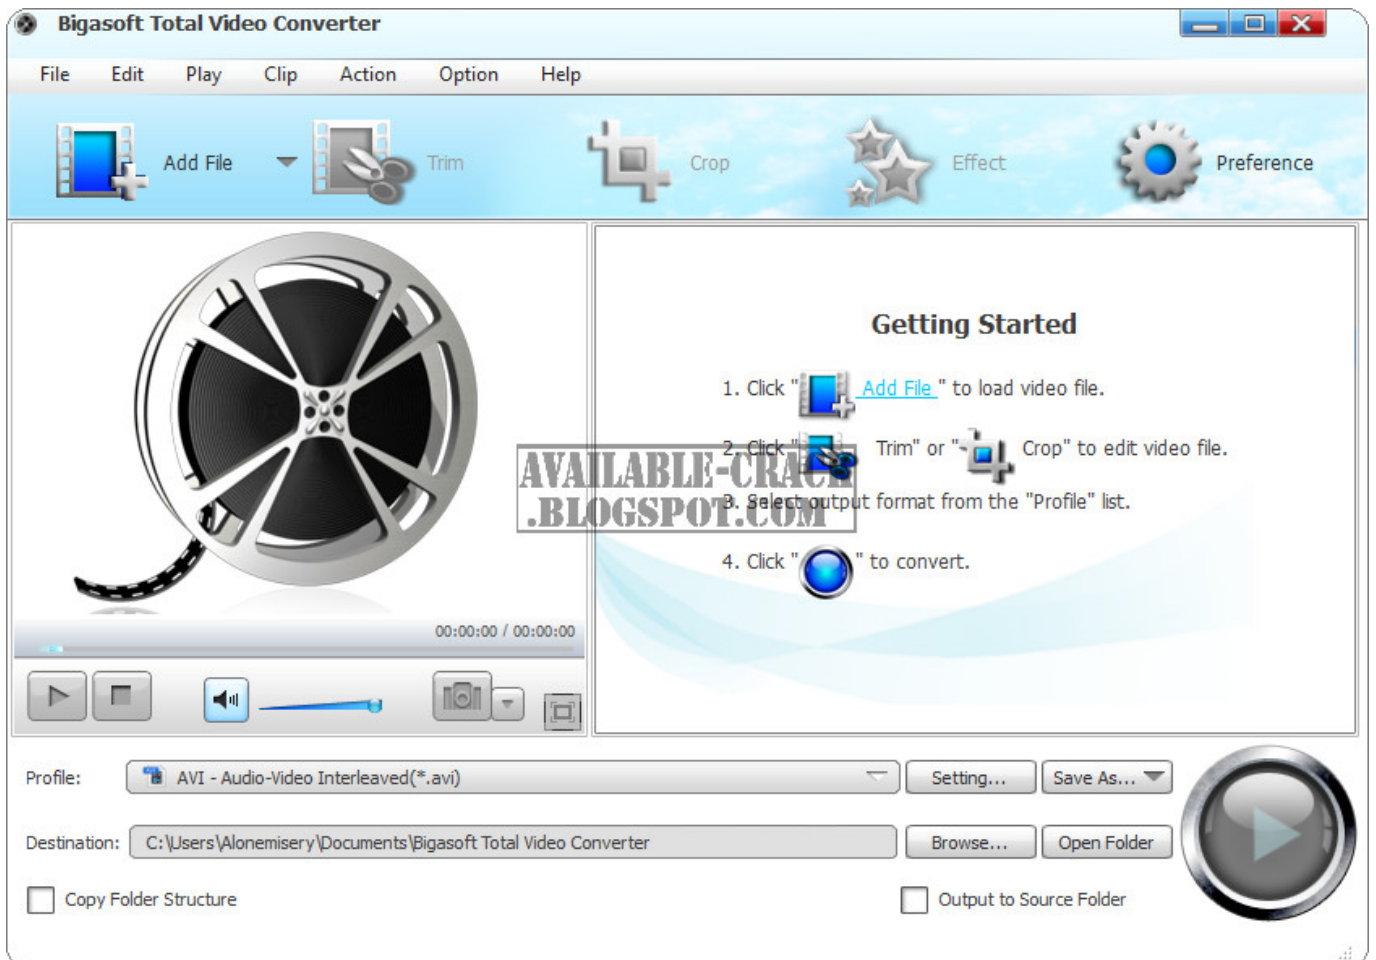 Bigasoft Total Video Converter
File Edit Play Clip Action Option Help
Add File Trim Crop Effect Preference
Getting Started
1. Click " Add File " to load video file.
2. Click " Trim" or " Crop" to edit video file.
3. Select output format from the "Profile" list.
4. Click " " to convert.
AVAILABLE-CRACK
.BLOGSPOT.COM
00:00:00 / 00:00:00
Profile: AVI - Audio-Video Interleaved(*.avi) Setting... Save As...
Destination: C:\Users\Alonemisery\Documents\Bigasoft Total Video Converter Browse... Open Folder
Copy Folder Structure Output to Source Folder